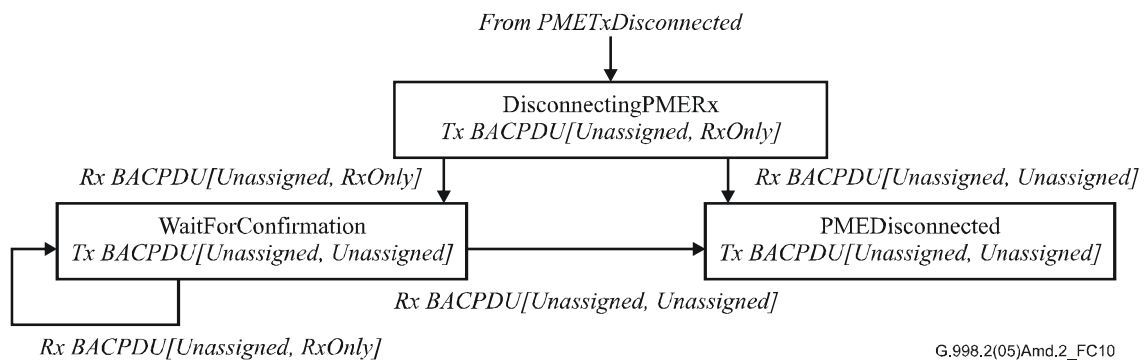 From PMETxDisconnected
DisconnectingPMERx
Tx BACPDU[Unassigned, RxOnly]
Rx BACPDU[Unassigned, RxOnly]
Rx BACPDU[Unassigned, Unassigned]
WaitForConfirmation
Tx BACPDU[Unassigned, Unassigned]
PMEDisconnected
Tx BACPDU[Unassigned, Unassigned]
Rx BACPDU[Unassigned, Unassigned]
Rx BACPDU[Unassigned, RxOnly]
G.998.2(05)Amd.2_FC10